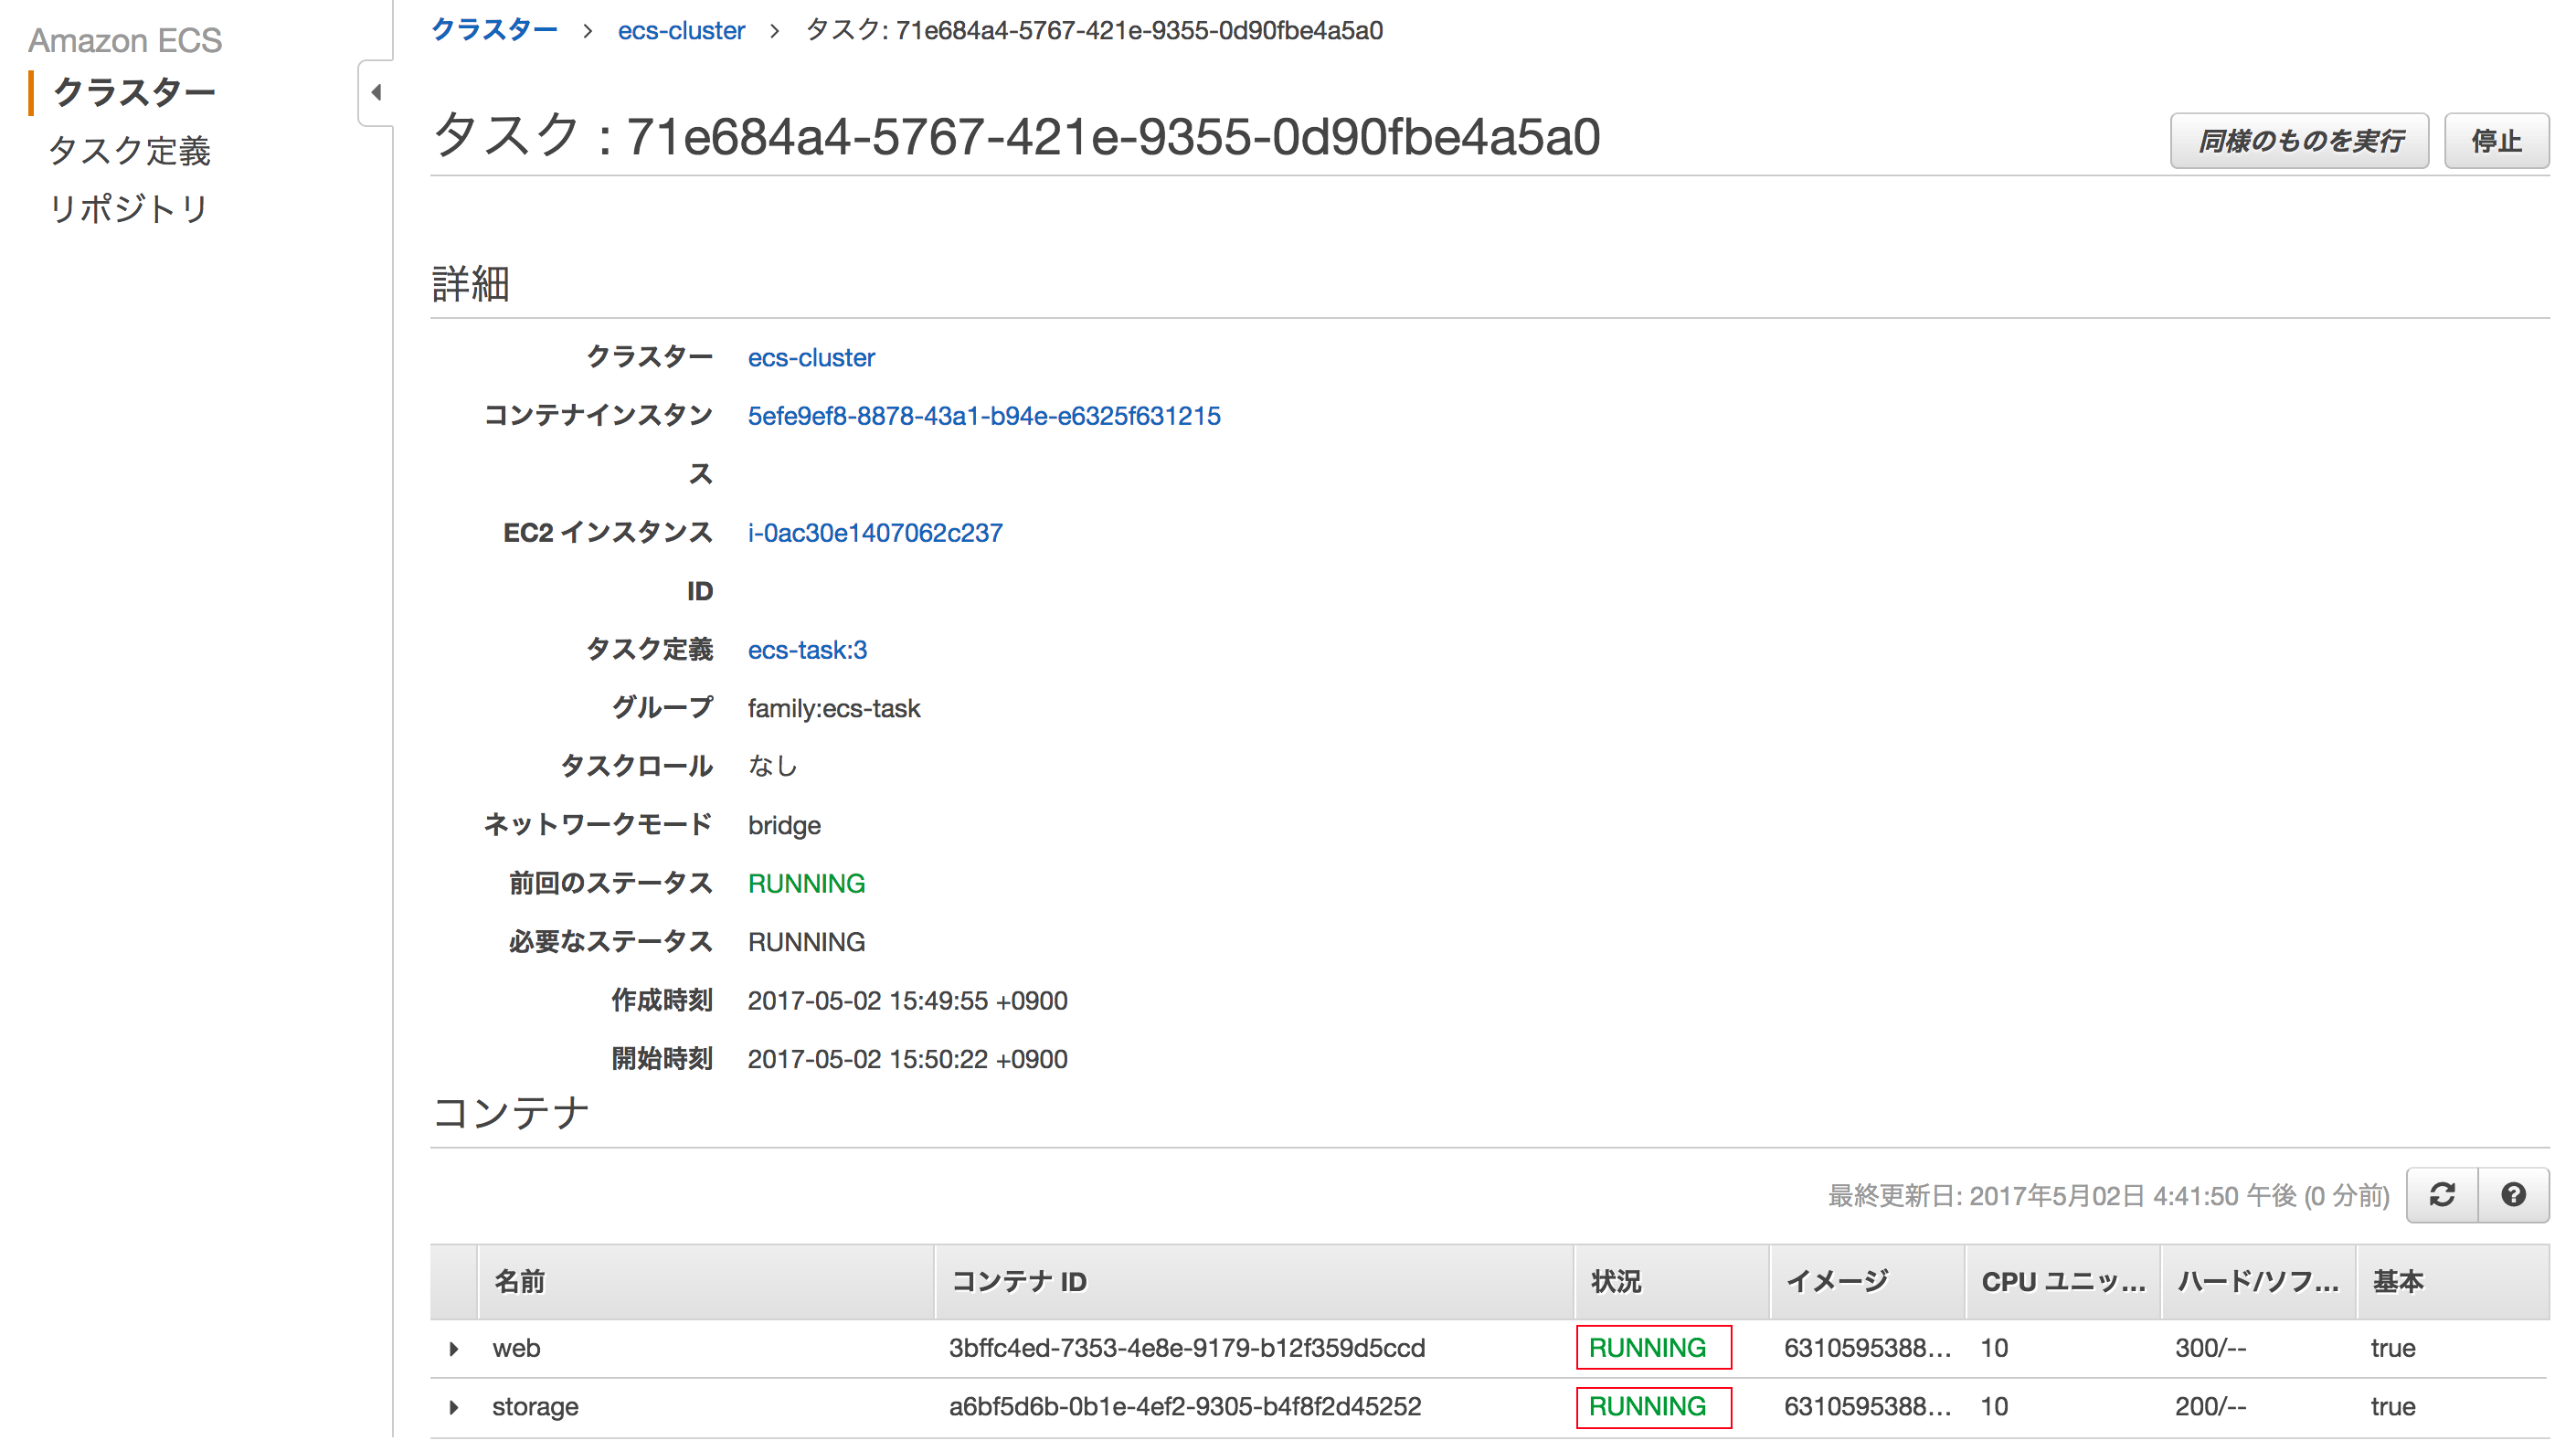 Amazon ECS
クラスター
タスク定義
リポジトリ
クラスター > ecs-cluster > タスク: 71e684a4-5767-421e-9355-0d90fbe4a5a0
タスク : 71e684a4-5767-421e-9355-0d90fbe4a5a0
同様のものを実行 停止
詳細
クラスター ecs-cluster
コンテナインスタン 5efe9ef8-8878-43a1-b94e-e6325f631215
ス
EC2 インスタンス i-0ac30e1407062c237
ID
タスク定義 ecs-task:3
グループ family:ecs-task
タスクロール なし
ネットワークモード bridge
前回のステータス RUNNING
必要なステータス RUNNING
作成時刻 2017-05-02 15:49:55 +0900
開始時刻 2017-05-02 15:50:22 +0900
コンテナ
最終更新日: 2017年5月02日 4:41:50 午後 (0 分前)
名前 コンテナ ID 状況 イメージ CPU ユニッ... ハード/ソフ... 基本
web 3bffc4ed-7353-4e8e-9179-b12f359d5ccd RUNNING 6310595388... 10 300/-- true
storage a6bf5d6b-0b1e-4ef2-9305-b4f8f2d45252 RUNNING 6310595388... 10 200/-- true